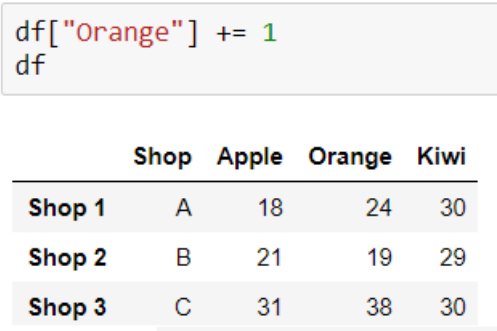 df["Orange"] += 1
df
Shop Apple Orange Kiwi
Shop 1 A 18 24 30
Shop 2 B 21 19 29
Shop 3 C 31 38 30